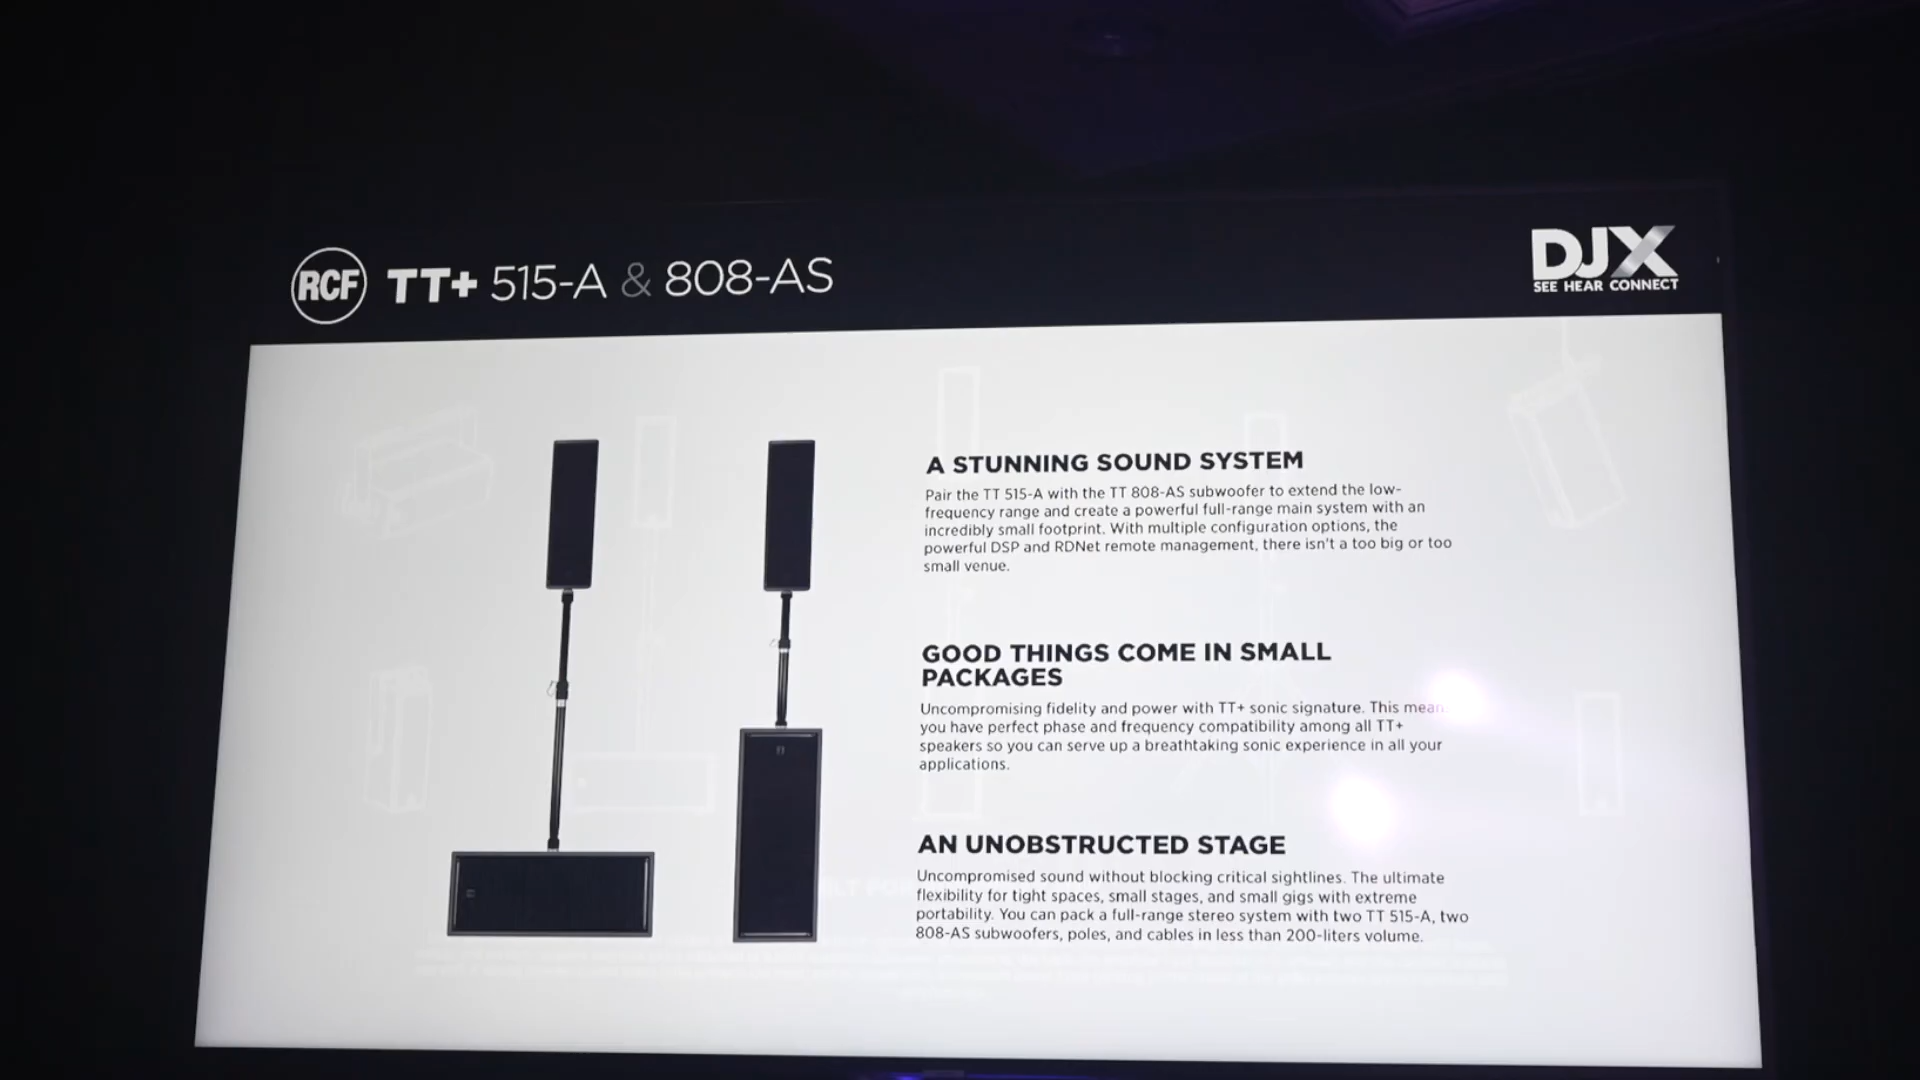 RCF TT+ 515-A & 808-AS
DJX
SEE HEAR CONNECT
A STUNNING SOUND SYSTEM
Pair the TT 515-A with the TT 808-AS subwoofer to extend the low-
frequency range and create a powerful full-range main system with an
incredibly small footprint. With multiple configuration options, the
powerful DSP and RDNet remote management, there isn't a too big or too
small venue.
GOOD THINGS COME IN SMALL
PACKAGES
Uncompromising fidelity and power with TT+ sonic signature. This mean
you have perfect phase and frequency compatibility among all TT+
speakers so you can serve up a breathtaking sonic experience in all your
applications.
AN UNOBSTRUCTED STAGE
Uncompromised sound without blocking critical sightlines. The ultimate
flexibility for tight spaces, small stages, and small gigs with extreme
portability. You can pack a full-range stereo system with two TT 515-A, two
808-AS subwoofers, poles, and cables in less than 200-liters volume.